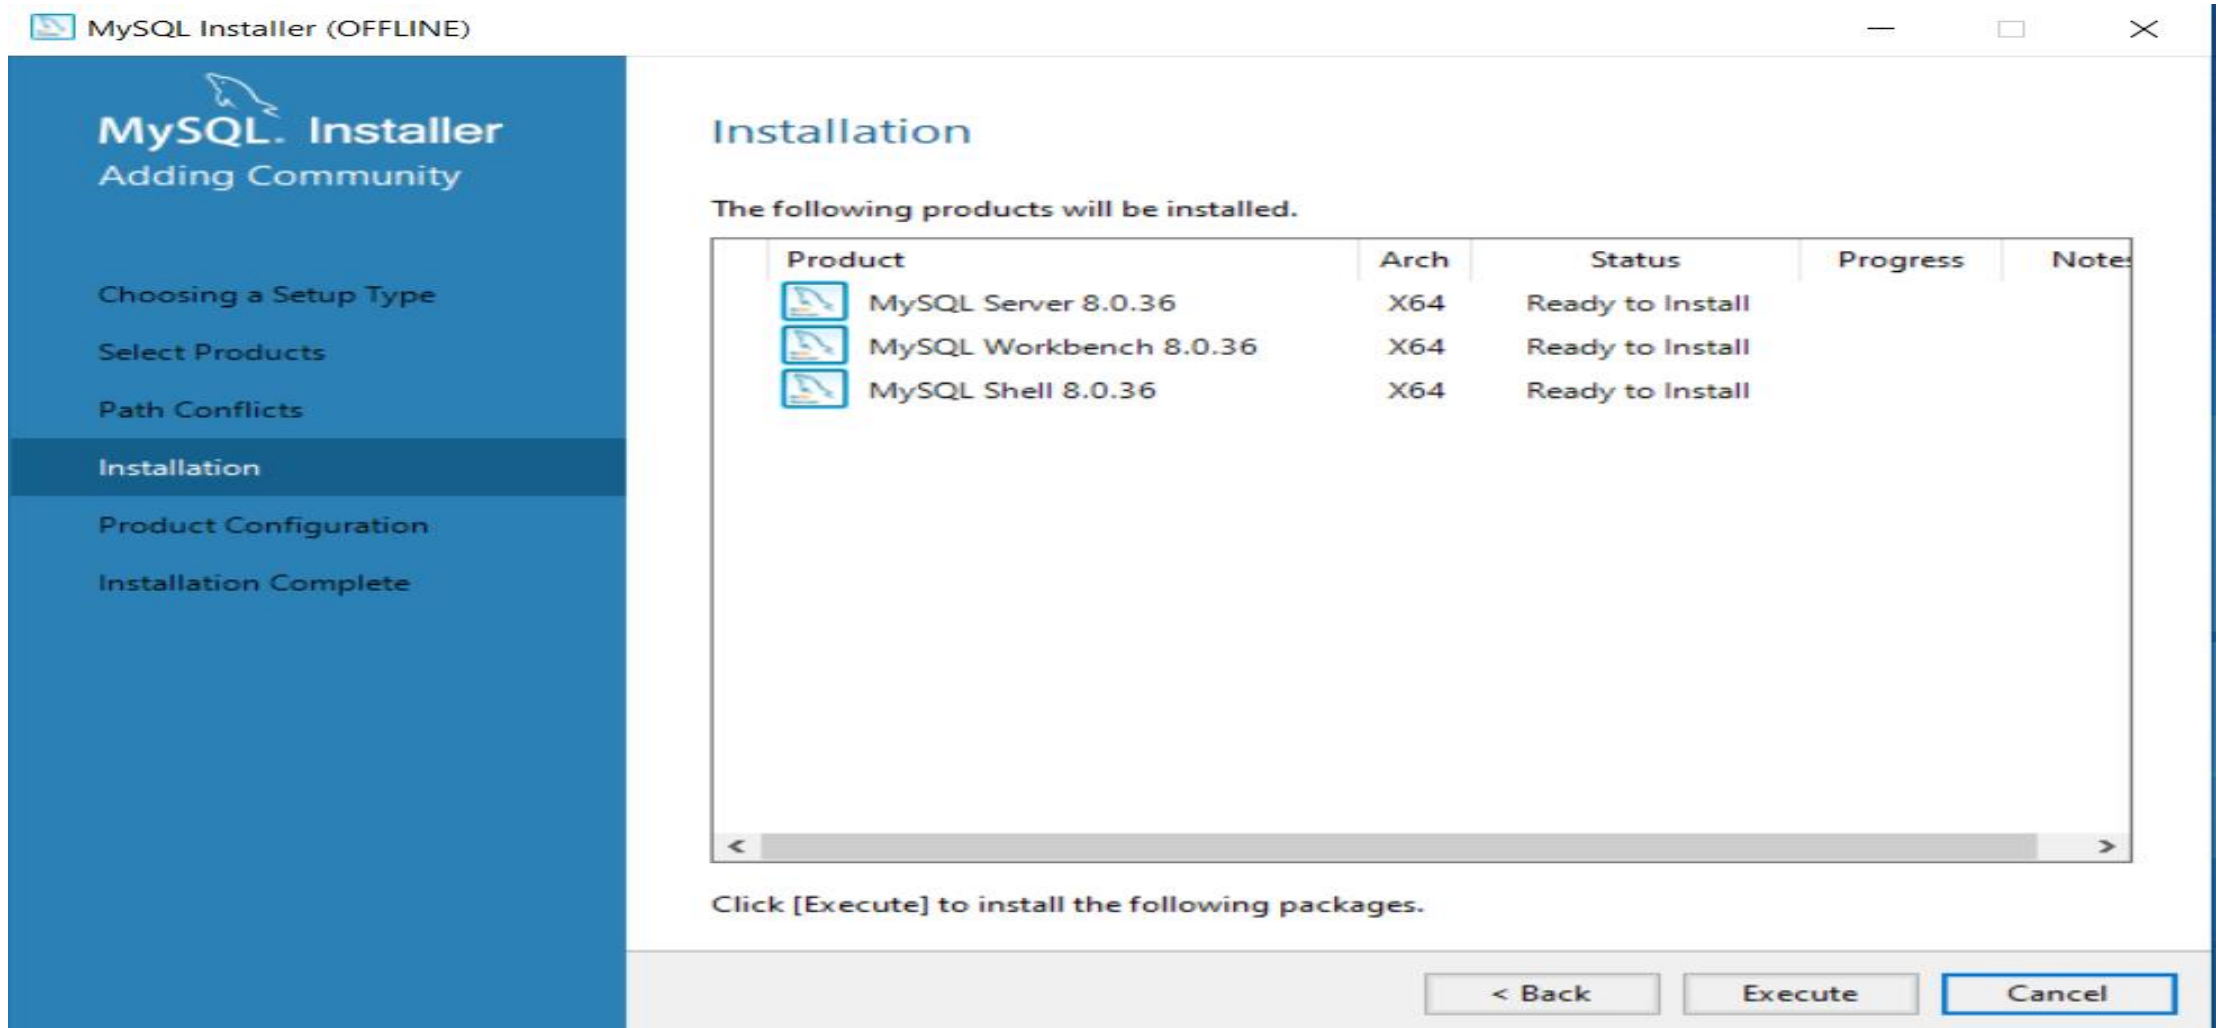 MySQL Installer (OFFLINE)
MySQL. Installer
Adding Community
Choosing a Setup Type
Select Products
Path Conflicts
Installation
Product Configuration
Installation Complete
Installation
The following products will be installed.
Product Arch Status Progress Notes
MySQL Server 8.0.36 X64 Ready to Install
MySQL Workbench 8.0.36 X64 Ready to Install
MySQL Shell 8.0.36 X64 Ready to Install
Click [Execute] to install the following packages.
< Back Execute Cancel